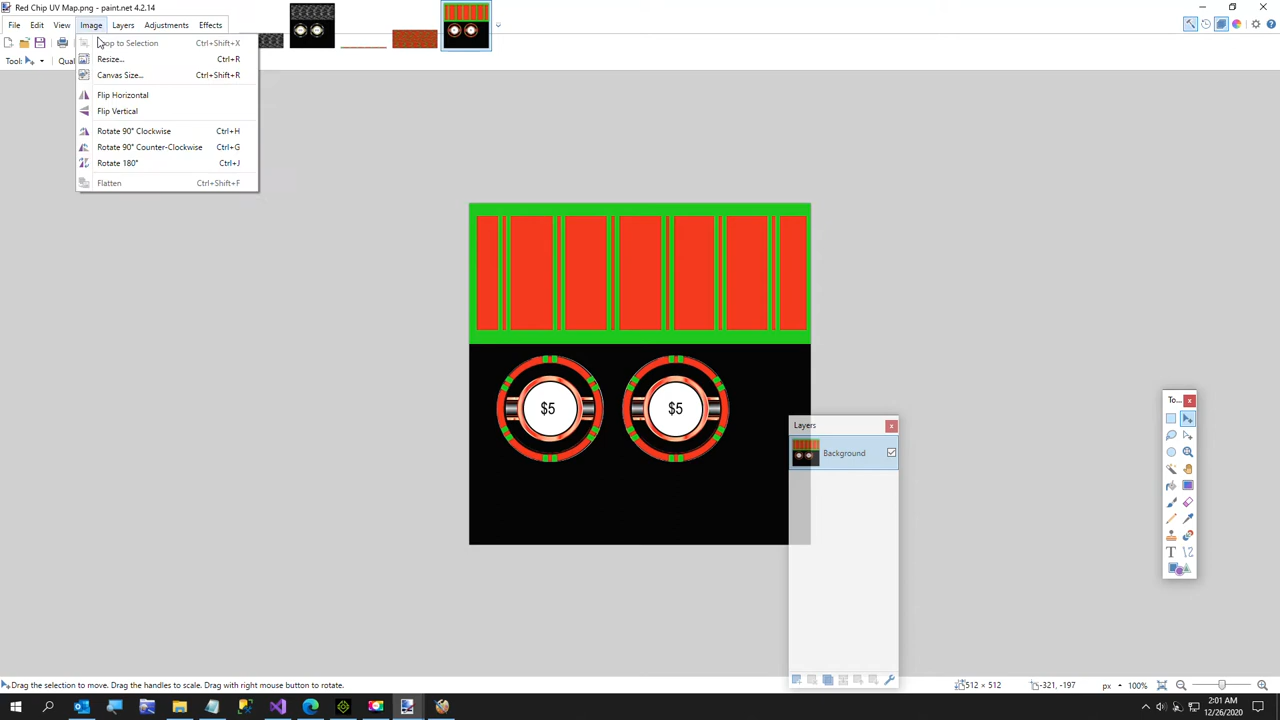 Red Chip UV Map.png - paint.net 4.2.14
File Edit View Image Layers Adjustments Effects
Tool:
Crop to Selection Ctrl+Shift+X
Resize... Ctrl+R
Canvas Size... Ctrl+Shift+R
Flip Horizontal
Flip Vertical
Rotate 90° Clockwise Ctrl+H
Rotate 90° Counter-Clockwise Ctrl+G
Rotate 180° Ctrl+J
Flatten Ctrl+Shift+F
$5 $5
To...
Layers
Background
Drag the selection to move. Drag the handles to scale. Drag with right mouse button to rotate.
512 × 512 -321, -197 px 100%
2:01 AM
12/26/2020